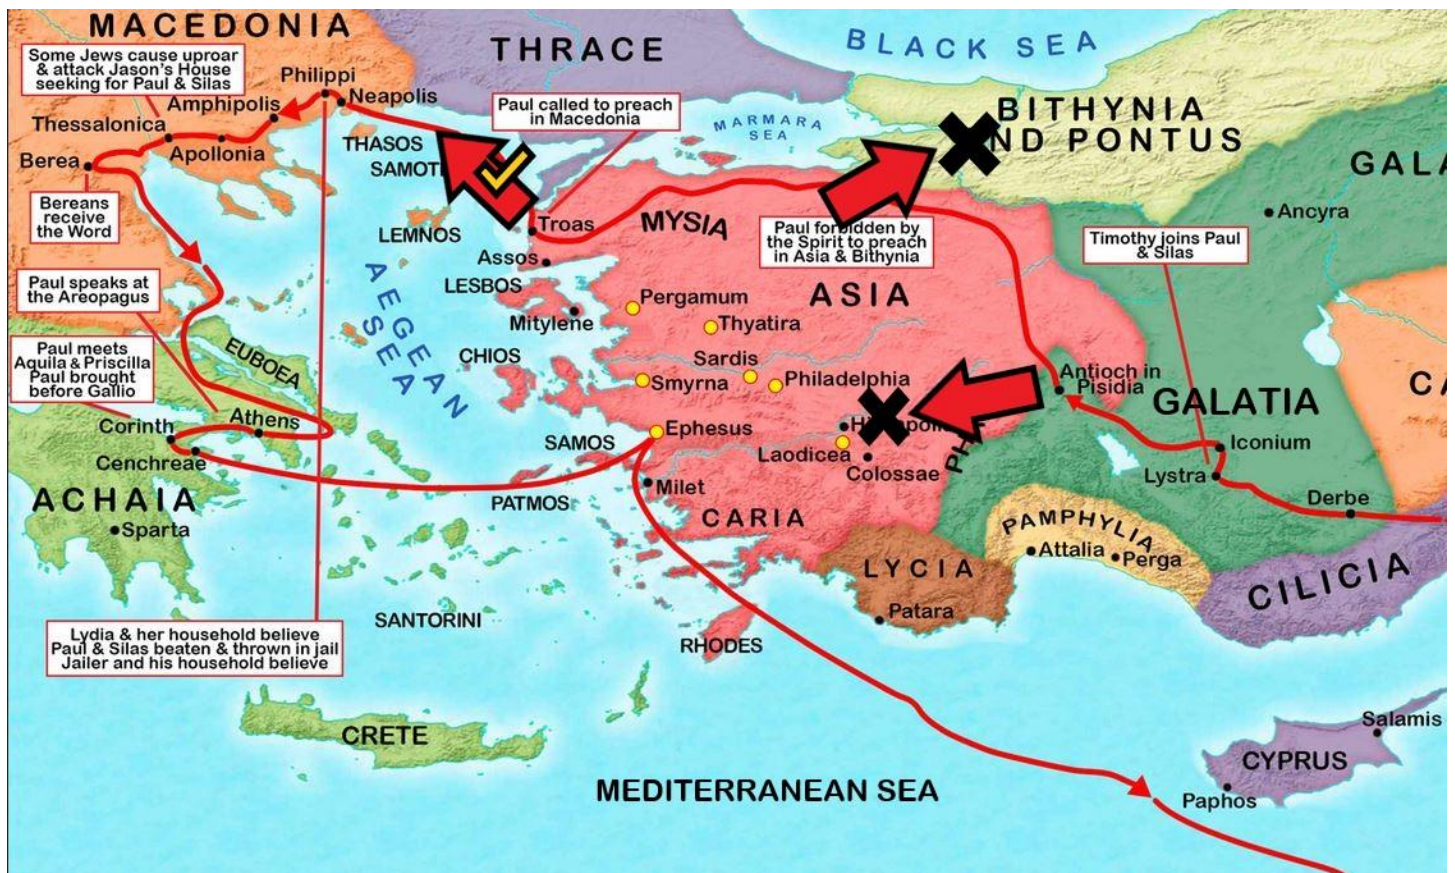 MACEDONIA
THRACE
BLACK SEA
Some Jews cause uproar
& attack Jason's House
seeking for Paul & Silas
Philippi
Neapolis
Amphipolis
Thessalonica
Apollonia
Berea
THASOS
Paul called to preach
in Macedonia
MARMARA
SEA
BITHYNIA
ND PONTUS
GALA
Bereans
receive
the Word
LEMNOS
Troas
Assos
MYSIA
Paul forbidden by
the Spirit to preach
in Asia & Bithynia
Ancyra
Timothy joins Paul
& Silas
Paul speaks at
the Areopagus
AEGEAN
SEA
LESBOS
Mitylene
Pergamum
Thyatira
ASIA
Paul meets
Aquila & Priscilla
Paul brought
before Gallio
EUBOEA
CHIOS
Sardis
Smyrna
Philadelphia
Antioch in
Pisidia
GALATIA
CA
Corinth
Athens
Cenchreae
SAMOS
Ephesus
Laodicea
Colossae
Iconium
Lystra
Derbe
ACHAIA
Sparta
PATMOS
Milet
CARIA
PAMPHYLIA
Attalia
Perga
LYCIA
Patara
CILICIA
SANTORINI
RHODES
Lydia & her household believe
Paul & Silas beaten & thrown in jail
Jailer and his household believe
CRETE
MEDITERRANEAN SEA
Salamis
CYPRUS
Paphos